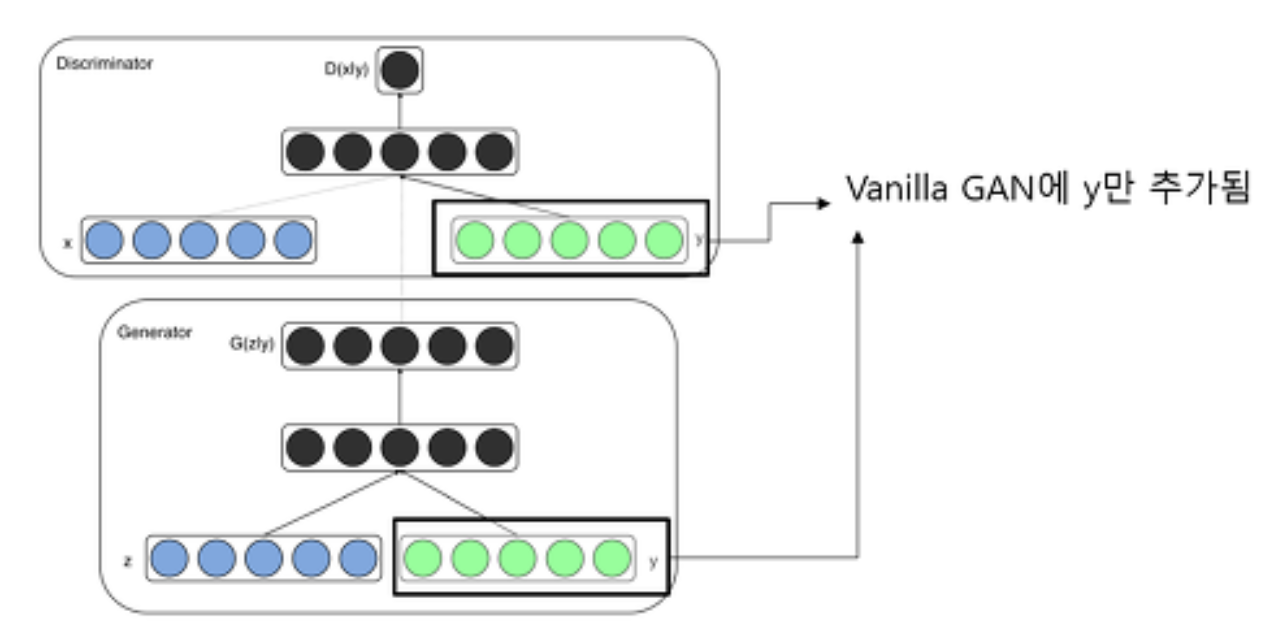 Discriminator
D(x|y)
x
y
Vanilla GAN에 y만 추가됨
Generator
G(z|y)
z
y